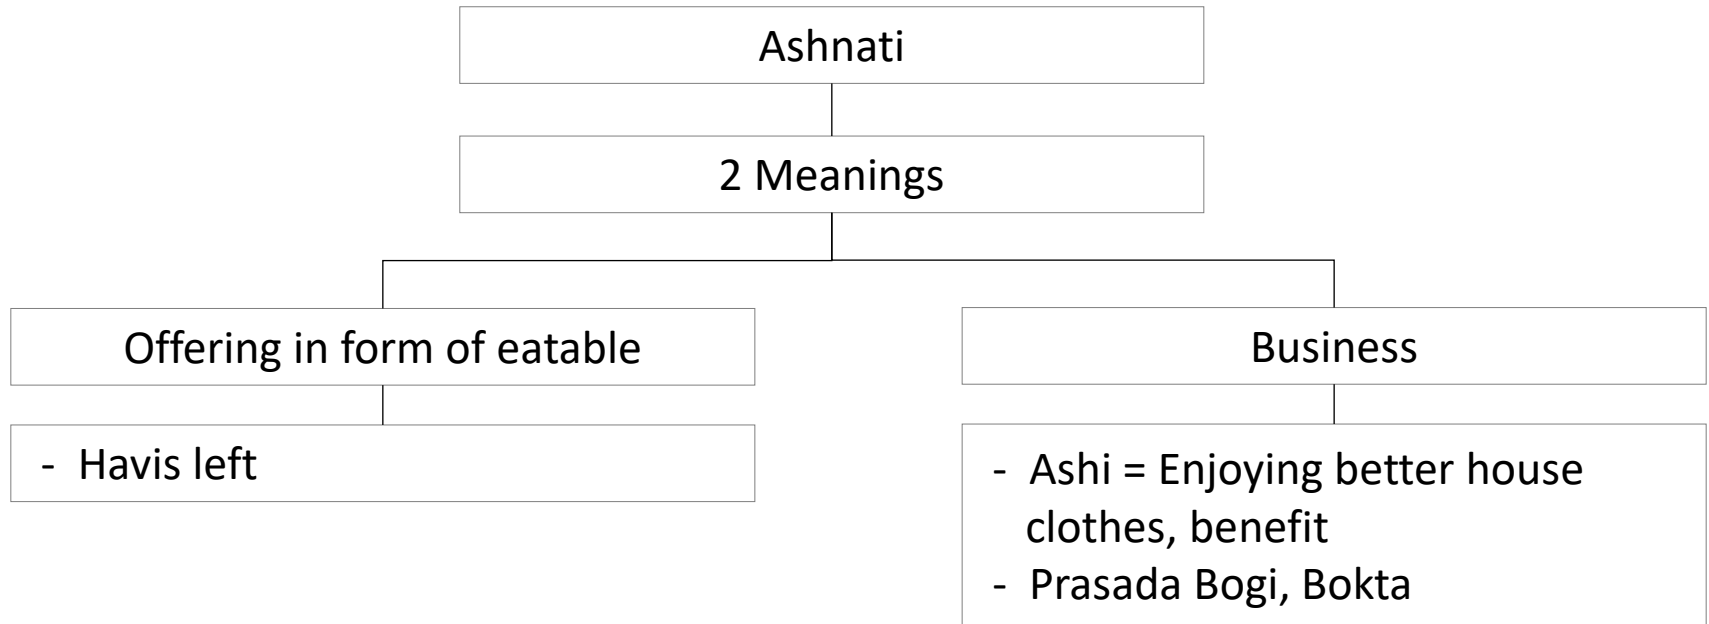 Ashnati
2 Meanings
Offering in form of eatable
- Havis left
Business
- Ashi = Enjoying better house
clothes, benefit
- Prasada Bogi, Bokta